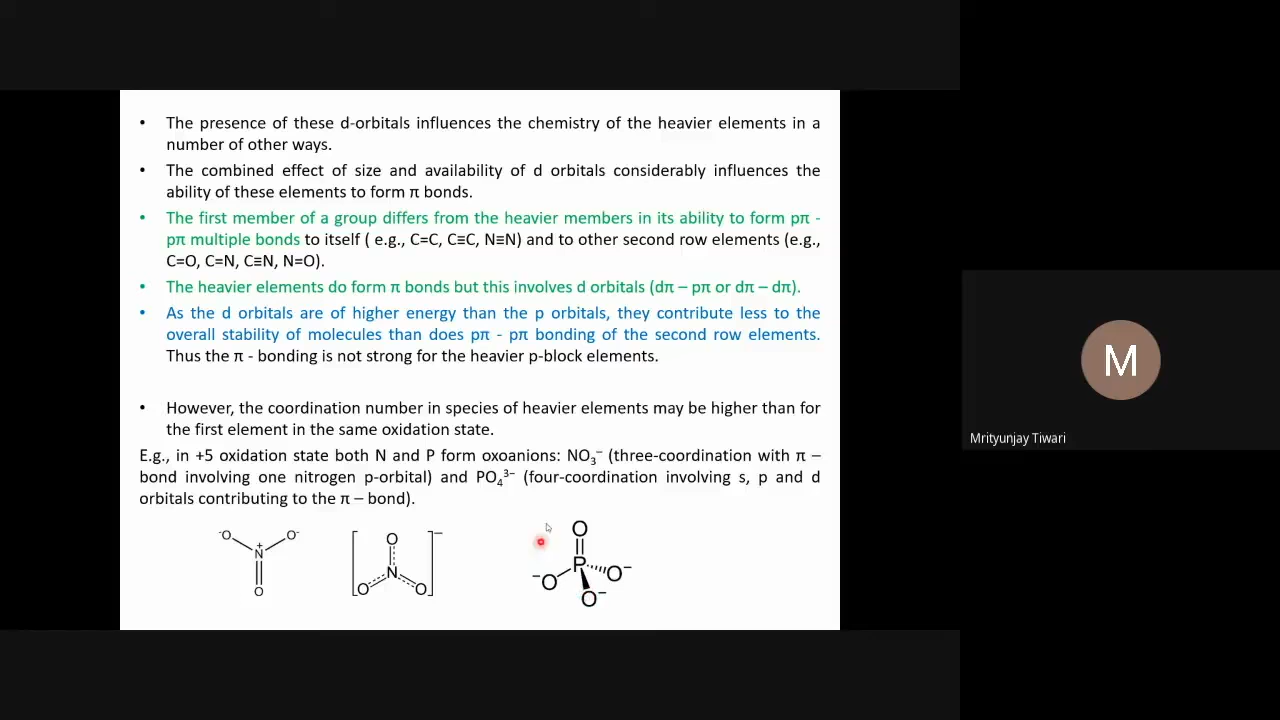 • The presence of these d-orbitals influences the chemistry of the heavier elements in a
number of other ways.
• The combined effect of size and availability of d orbitals considerably influences the
ability of these elements to form π bonds.
• The first member of a group differs from the heavier members in its ability to form pπ -
pπ multiple bonds to itself ( e.g., C=C, C≡C, N≡N) and to other second row elements (e.g.,
C=O, C=N, C≡N, N=O).
• The heavier elements do form π bonds but this involves d orbitals (dπ – pπ or dπ – dπ).
• As the d orbitals are of higher energy than the p orbitals, they contribute less to the
overall stability of molecules than does pπ - pπ bonding of the second row elements.
Thus the π - bonding is not strong for the heavier p-block elements.
• However, the coordination number in species of heavier elements may be higher than for
the first element in the same oxidation state.
E.g., in +5 oxidation state both N and P form oxoanions: NO₃⁻ (three-coordination with π –
bond involving one nitrogen p-orbital) and PO₄³⁻ (four-coordination involving s, p and d
orbitals contributing to the π – bond).
⁻O O⁻
N⁺
O
O ⁻
N
O O
O
P
⁻O O⁻
O⁻
M
Mrityunjay Tiwari